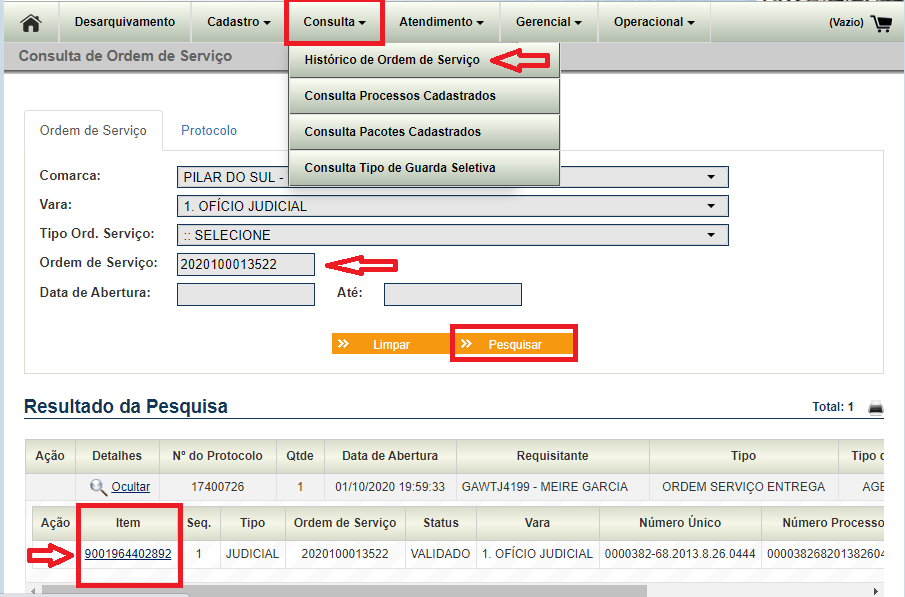 Desarquivamento Cadastro Consulta Atendimento Gerencial Operacional (Vazio)
Consulta de Ordem de Serviço
Histórico de Ordem de Serviço
Consulta Processos Cadastrados
Consulta Pacotes Cadastrados
Consulta Tipo de Guarda Seletiva
Ordem de Serviço Protocolo
Comarca: PILAR DO SUL -
Vara: 1. OFÍCIO JUDICIAL
Tipo Ord. Serviço: :: SELECIONE
Ordem de Serviço: 2020100013522
Data de Abertura: Até:
Limpar Pesquisar
Resultado da Pesquisa Total: 1
Ação Detalhes Nº do Protocolo Qtde Data de Abertura Requisitante Tipo Tipo d
Ocultar 17400726 1 01/10/2020 19:59:33 GAWTJ4199 - MEIRE GARCIA ORDEM SERVIÇO ENTREGA AGE
Ação Item Seq. Tipo Ordem de Serviço Status Vara Número Único Número Processo
9001964402892 1 JUDICIAL 2020100013522 VALIDADO 1. OFÍCIO JUDICIAL 0000382-68.2013.8.26.0444 00003826820138260